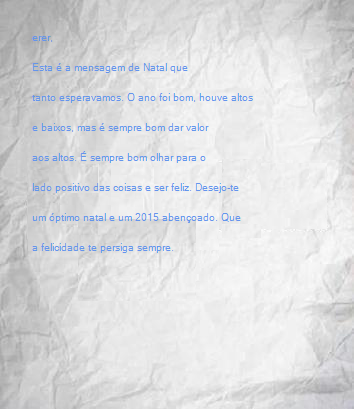 erer,
Esta é a mensagem de Natal que
tanto esperavamos. O ano foi bom, houve altos
e baixos, mas é sempre bom dar valor
aos altos. É sempre bom olhar para o
lado positivo das coisas e ser feliz. Desejo-te
um óptimo natal e um 2015 abençoado. Que
a felicidade te persiga sempre.